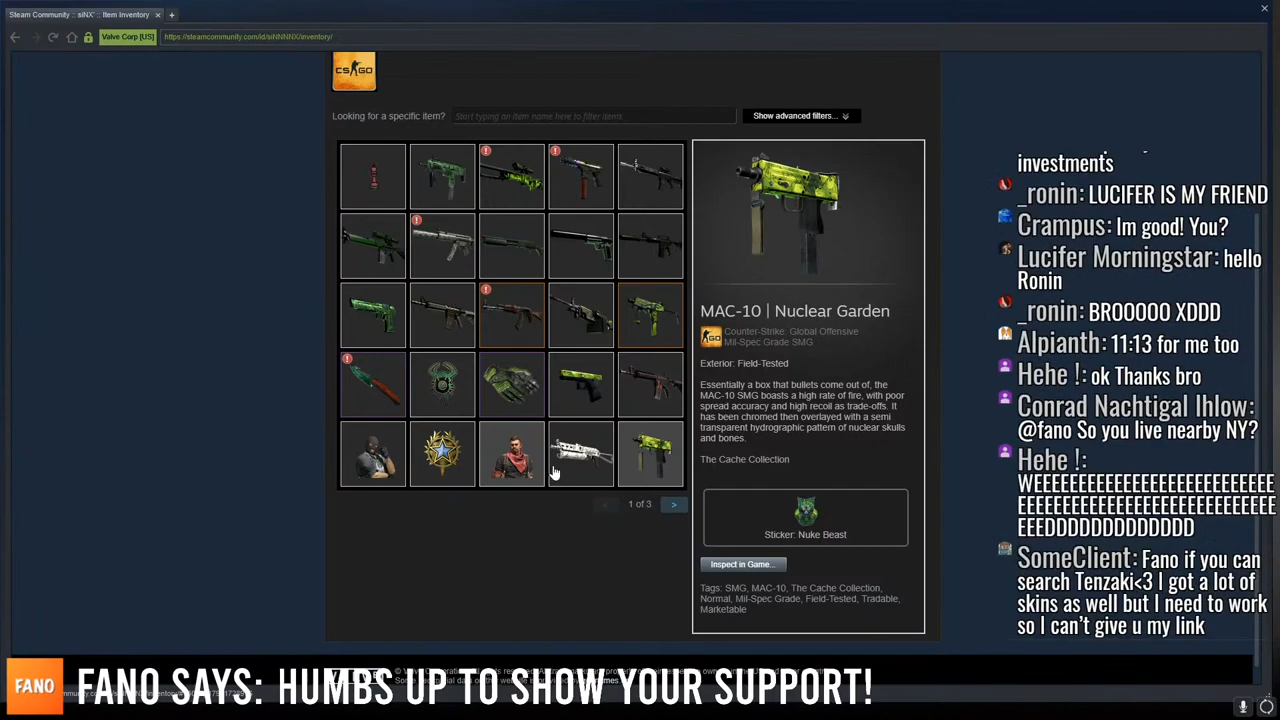 Steam Community :: siNX' :: Item Inventory
Valve Corp [US]
https://steamcommunity.com/id/siNNNNX/inventory/
CS GO
Looking for a specific item?
Start typing an item name here to filter items
Show advanced filters...
MAC-10 | Nuclear Garden
Counter-Strike: Global Offensive
Mil-Spec Grade SMG
Exterior: Field-Tested
Essentially a box that bullets come out of, the
MAC-10 SMG boasts a high rate of fire, with poor
spread accuracy and high recoil as trade-offs. It
has been chromed then overlayed with a semi
transparent hydrographic pattern of nuclear skulls
and bones.
The Cache Collection
Sticker: Nuke Beast
Inspect in Game...
Tags: SMG, MAC-10, The Cache Collection,
Normal, Mil-Spec Grade, Field-Tested, Tradable,
Marketable
< 1 of 3 >
investments
_ronin: LUCIFER IS MY FRIEND
Crampus: Im good! You?
Lucifer Morningstar: hello
Ronin
_ronin: BROOOOO XDDD
Alpianth: 11:13 for me too
Hehe !: ok Thanks bro
Conrad Nachtigal Ihlow:
@fano So you live nearby NY?
Hehe !:
WEEEEEEEEEEEEEEEEEEEEEEEEE
EEEEEEEEEEEEEEEEEEEEEEEEEEE
EEEDDDDDDDDDDDDD
SomeClient: Fano if you can
search Tenzaki<3 I got a lot of
skins as well but I need to work
so I can't give u my link
FANO
FANO SAYS: HUMBS UP TO SHOW YOUR SUPPORT!